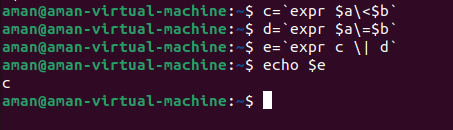 aman@aman-virtual-machine:~$ c=`expr $a\<$b`
aman@aman-virtual-machine:~$ d=`expr $a\=$b`
aman@aman-virtual-machine:~$ e=`expr c \| d`
aman@aman-virtual-machine:~$ echo $e
c
aman@aman-virtual-machine:~$